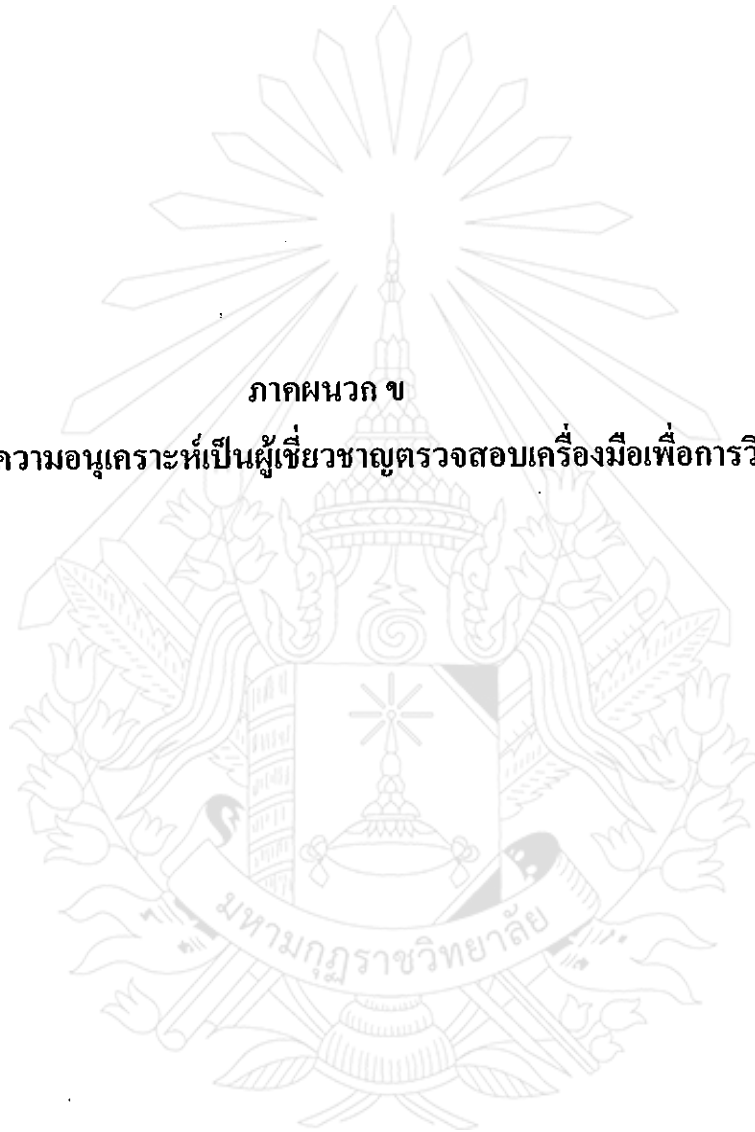 ภาคผนวก ข
ความอนุเคราะห์เป็นผู้เชี่ยวชาญตรวจสอบเครื่องมือเพื่อการวิ
มหามกุฏราชวิทยาลัย